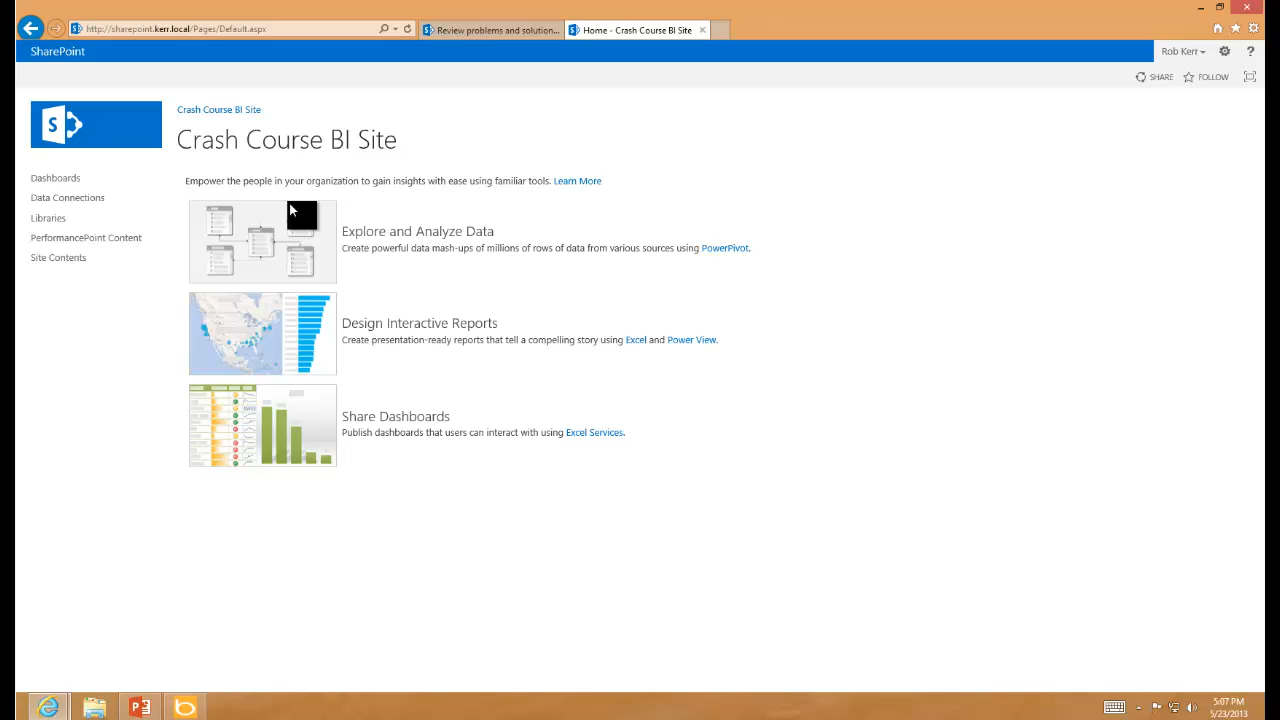 http://sharepoint.kerr.local/Pages/Default.aspx
Review problems and solution...
Home - Crash Course BI Site
SharePoint
Rob Kerr
?
SHARE
FOLLOW
S
Crash Course BI Site
Crash Course BI Site
Dashboards
Data Connections
Libraries
PerformancePoint Content
Site Contents
Empower the people in your organization to gain insights with ease using familiar tools. Learn More
Explore and Analyze Data
Create powerful data mash-ups of millions of rows of data from various sources using PowerPivot.
Design Interactive Reports
Create presentation-ready reports that tell a compelling story using Excel and Power View.
Share Dashboards
Publish dashboards that users can interact with using Excel Services.
5:07 PM
5/23/2013